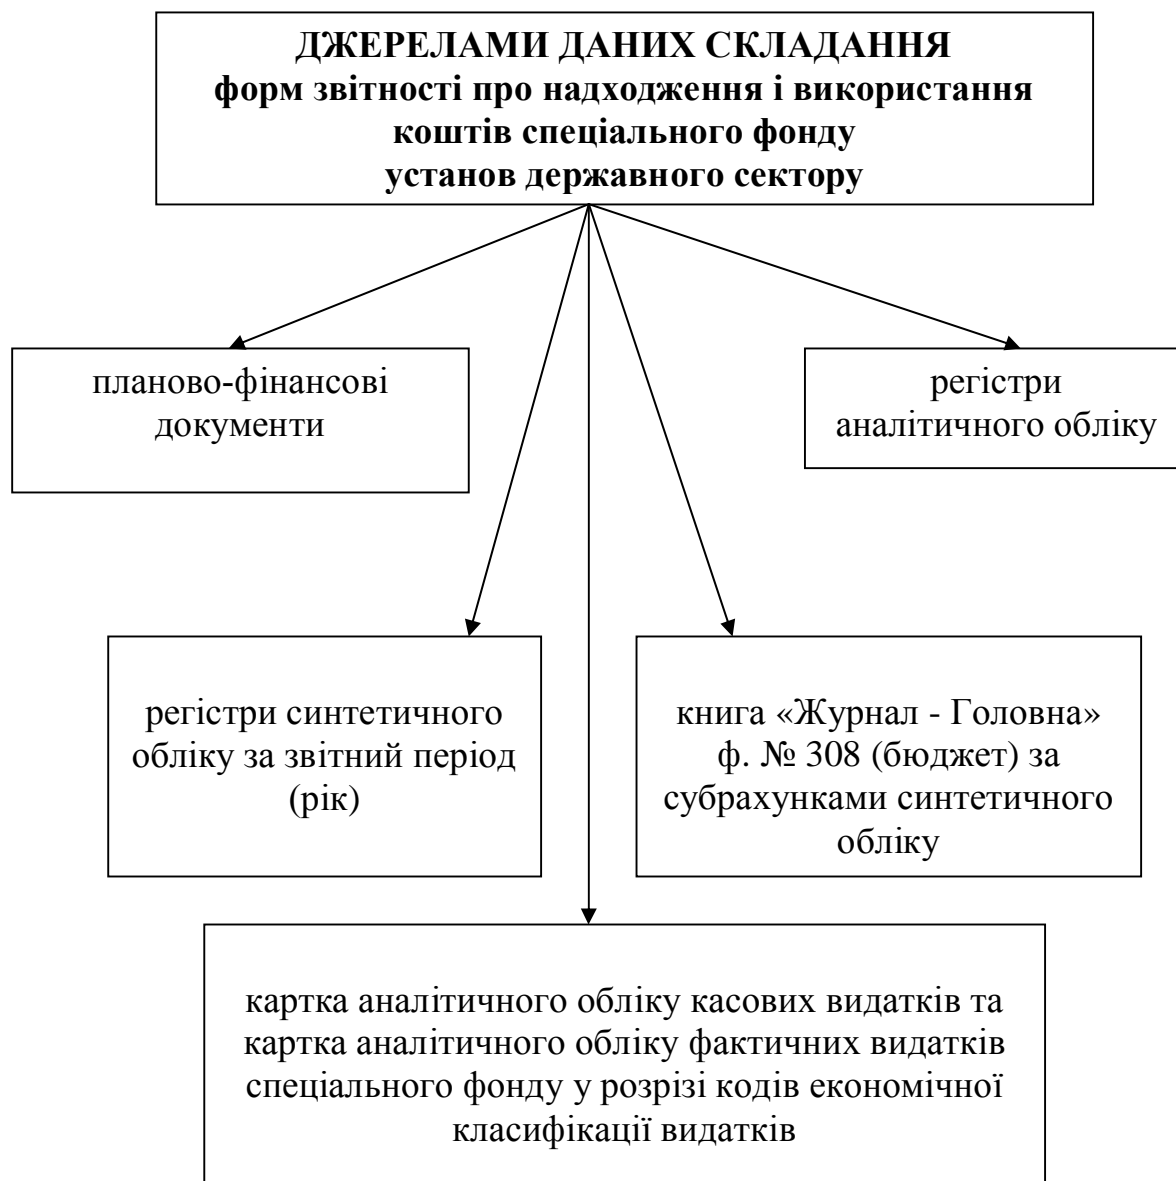 ДЖЕРЕЛАМИ ДАНИХ СКЛАДАННЯ
форм звітності про надходження і використання
коштів спеціального фонду
установ державного сектору
планово-фінансові
документи
регістри
аналітичного обліку
регістри синтетичного
обліку за звітний період
(рік)
книга «Журнал - Головна»
ф. № 308 (бюджет) за
субрахунками синтетичного
обліку
картка аналітичного обліку касових видатків та
картка аналітичного обліку фактичних видатків
спеціального фонду у розрізі кодів економічної
класифікації видатків